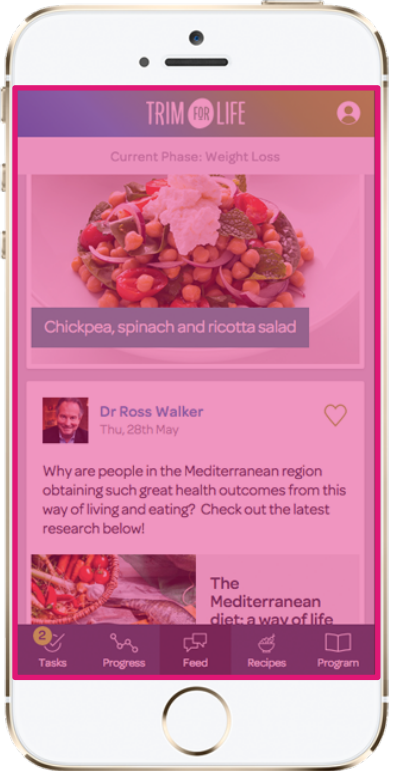 TRIM FOR LIFE
Current Phase: Weight Loss
Chickpea, spinach and ricotta salad
Dr Ross Walker
Thu, 28th May
Why are people in the Mediterranean region
obtaining such great health outcomes from this
way of living and eating? Check out the latest
research below!
The
Mediterranean
diet: a way of life
2
Tasks Progress Feed Recipes Program